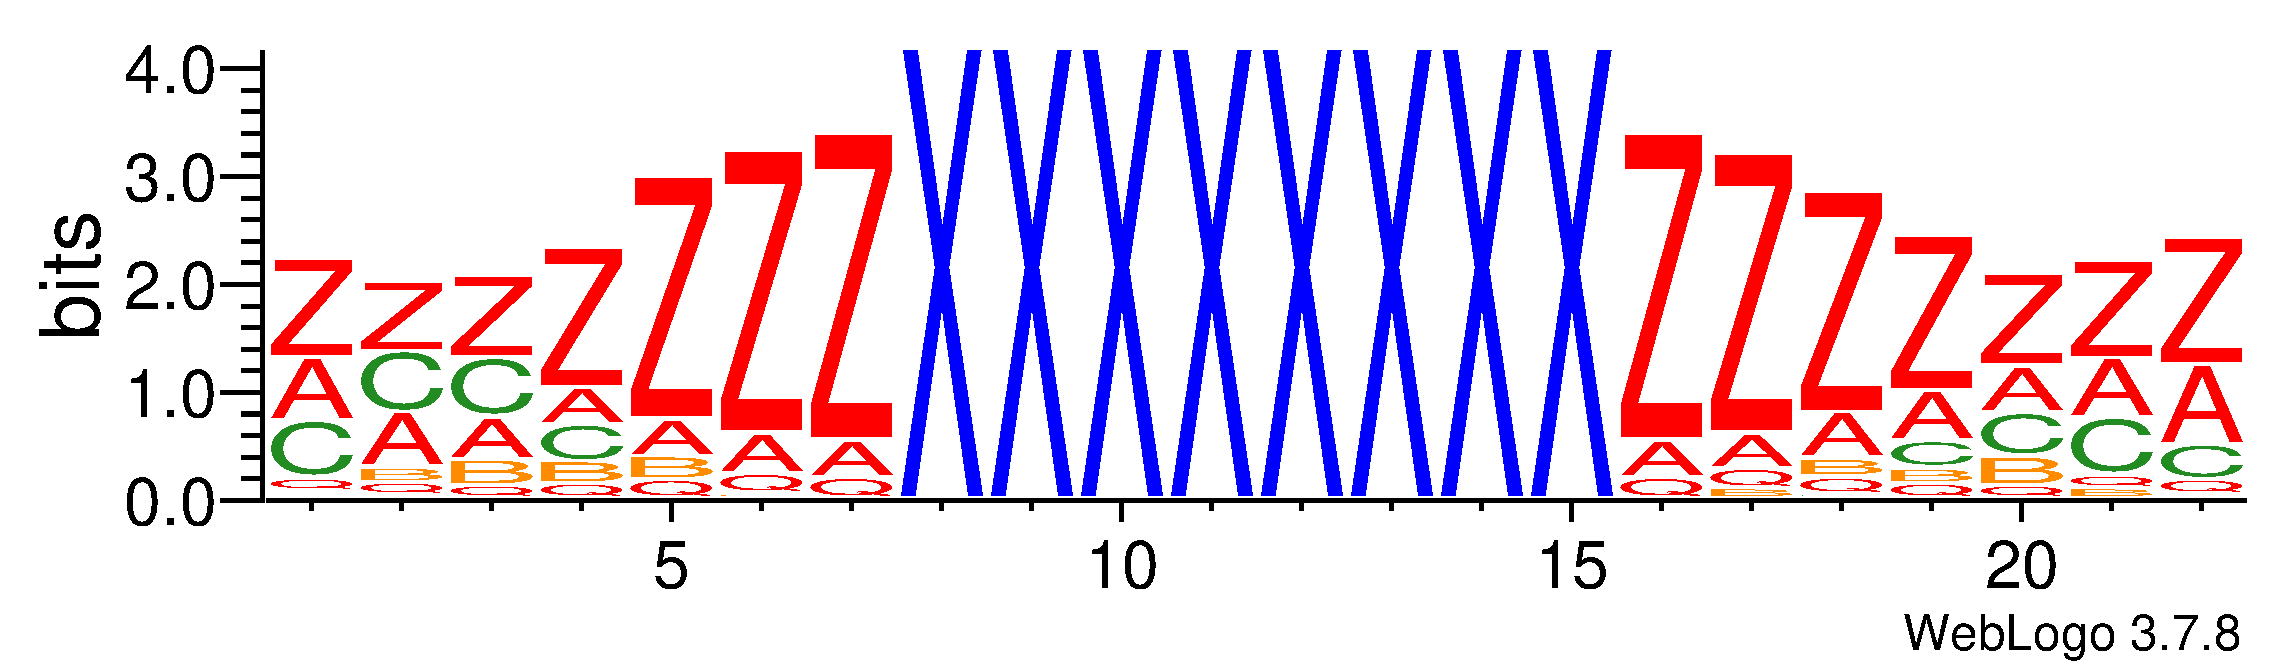 bits
4.0
3.0
2.0
1.0
0.0
Z A C Q
Z C A B Q
Z C A B Q
Z A C B Q
Z A B Q
Z A Q
Z A Q
X
X
X
X
X
X
X
X
Z A Q
Z A Q B
Z A B Q
Z A C B Q
Z A C B Q
Z A C Q B
Z A C Q
5 10 15 20
WebLogo 3.7.8